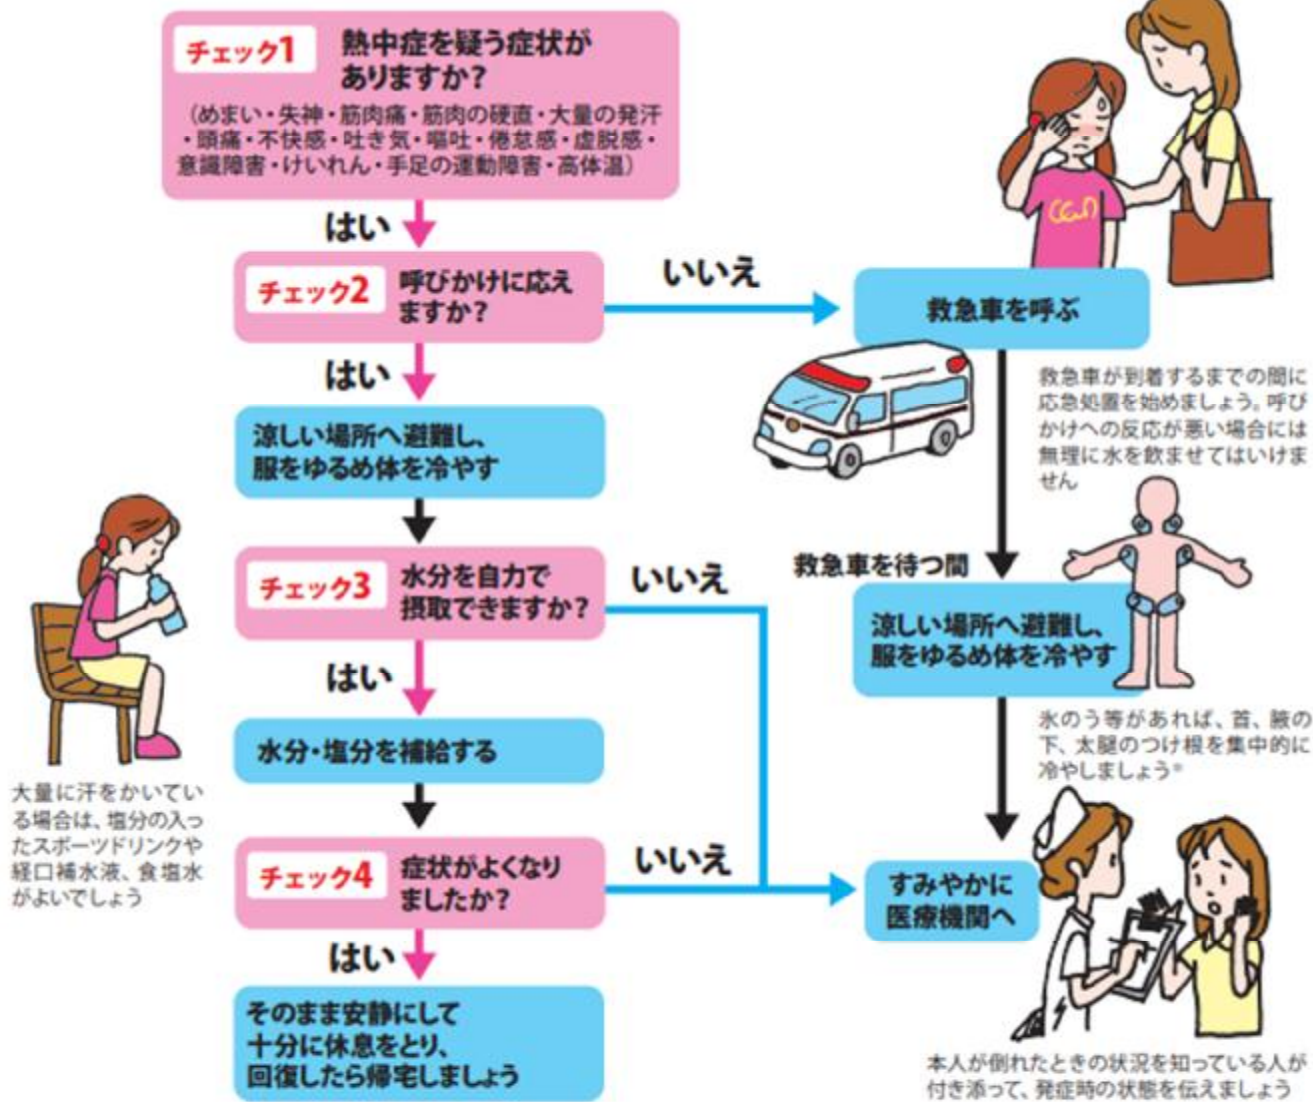 チェック1
熱中症を疑う症状が
ありますか?
(めまい・失神・筋肉痛・筋肉の硬直・大量の発汗
・頭痛・不快感・吐き気・嘔吐・倦怠感・虚脱感・
意識障害・けいれん・手足の運動障害・高体温)
はい
チェック2
呼びかけに応え
ますか?
いいえ
救急車を呼ぶ
はい
救急車が到着するまでの間に
応急処置を始めましょう。呼び
かけへの反応が悪い場合には
無理に水を飲ませてはいけま
せん
涼しい場所へ避難し、
服をゆるめ体を冷やす
チェック3
水分を自力で
摂取できますか?
いいえ
救急車を待つ間
涼しい場所へ避難し、
服をゆるめ体を冷やす
はい
氷のう等があれば、首、腋の
下、太腿のつけ根を集中的に
冷やしましょう※
水分・塩分を補給する
大量に汗をかいてい
る場合は、塩分の入っ
たスポーツドリンクや
経口補水液、食塩水
がよいでしょう
チェック4
症状がよくなり
ましたか?
いいえ
すみやかに
医療機関へ
はい
そのまま安静にして
十分に休息をとり、
回復したら帰宅しましょう
本人が倒れたときの状況を知っている人が
付き添って、発症時の状態を伝えましょう